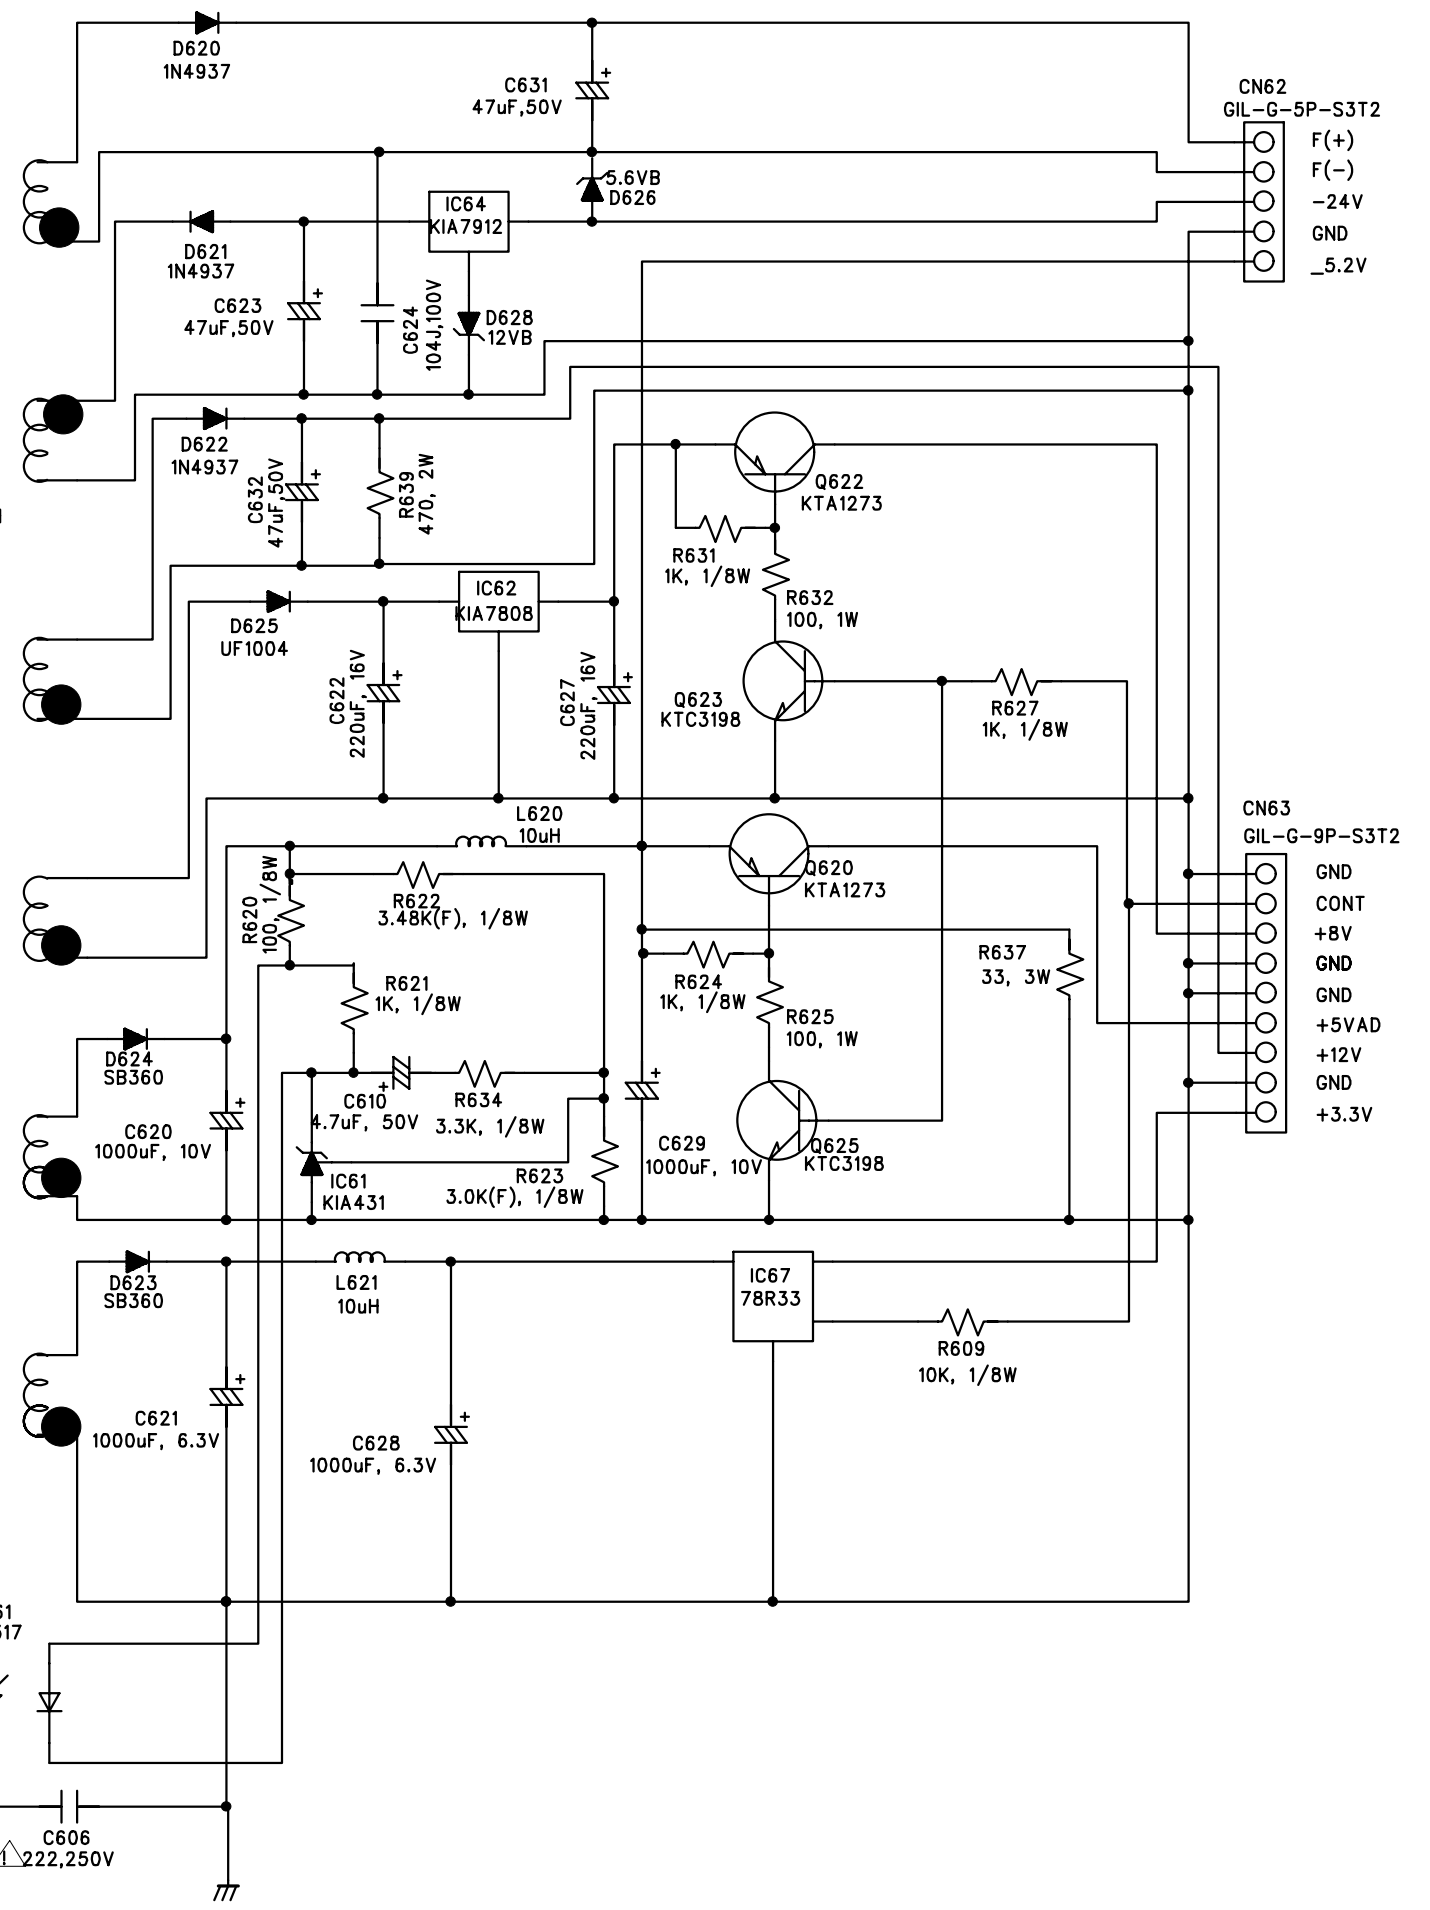 D620
1N4937
C631
47uF,50V
CN62
GIL-G-5P-S3T2
F(+)
F(-)
-24V
GND
_5.2V
5.6VB
D626
IC64
KIA7912
D621
1N4937
C623
47uF,50V
C624
104J,100V
D628
12VB
D622
1N4937
C632
47uF,50V
R639
470, 2W
Q622
KTA1273
R631
1K, 1/8W
R632
100, 1W
IC62
KIA7808
D625
UF1004
C622
220uF, 16V
C627
220uF, 16V
Q623
KTC3198
R627
1K, 1/8W
L620
10uH
CN63
GIL-G-9P-S3T2
GND
CONT
+8V
GND
GND
+5VAD
+12V
GND
+3.3V
R620
100, 1/8W
R622
3.48K(F), 1/8W
Q620
KTA1273
R621
1K, 1/8W
R624
1K, 1/8W
R637
33, 3W
R625
100, 1W
D624
SB360
C620
1000uF, 10V
C610
+
4.7uF, 50V
R634
3.3K, 1/8W
C629
1000uF, 10V
Q625
KTC3198
IC61
KIA431
R623
3.0K(F), 1/8W
D623
SB360
L621
10uH
IC67
78R33
R609
10K, 1/8W
C621
1000uF, 6.3V
C628
1000uF, 6.3V
61
517
C606
222,250V
!